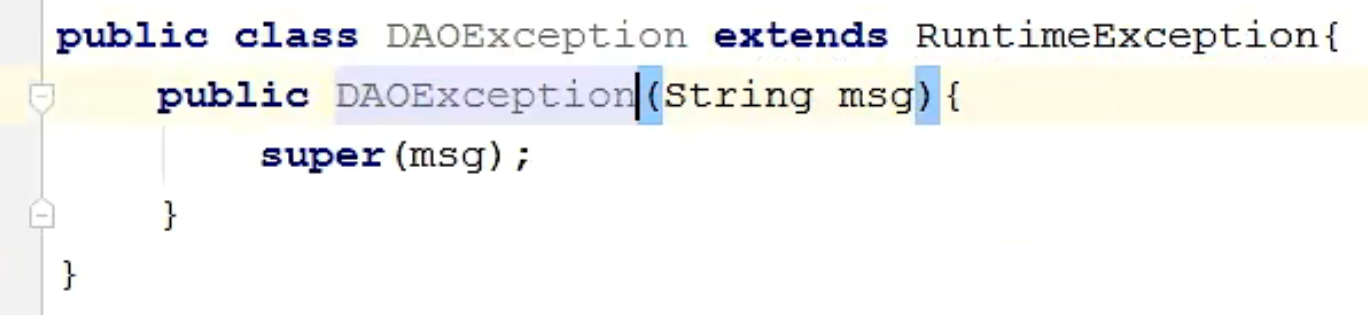 public class DAOException extends RuntimeException{
    public DAOException(String msg){
        super(msg);
    }
}